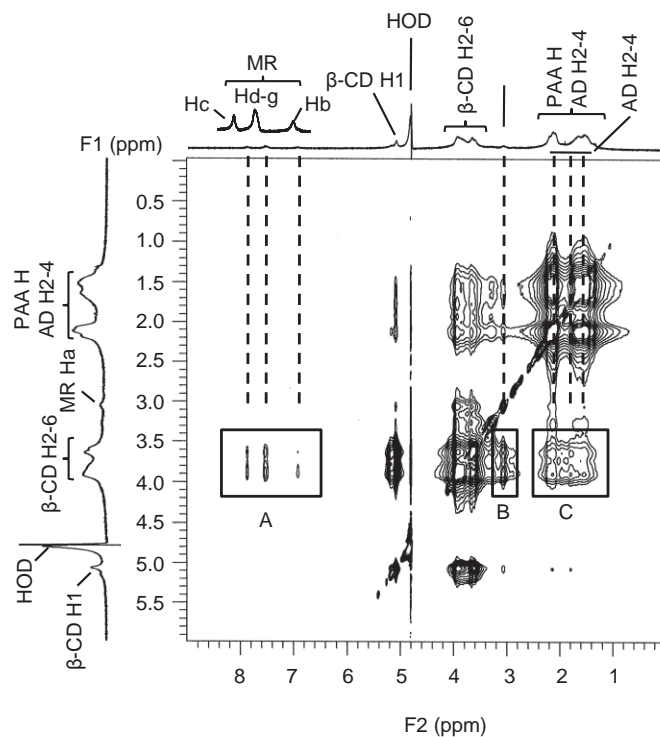 HOD
MR
Hc
Hd-g
Hb
β-CD H1
β-CD H2-6
PAA H
AD H2-4
AD H2-4
F1 (ppm)
0.5
1.0
1.5
2.0
2.5
3.0
3.5
4.0
4.5
5.0
5.5
PAA H
AD H2-4
MR Ha
β-CD H2-6
HOD
β-CD H1
A
B
C
8
7
6
5
4
3
2
1
F2 (ppm)